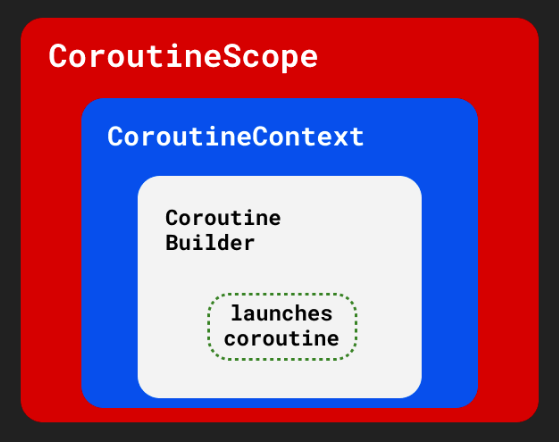 CoroutineScope
CoroutineContext
Coroutine
Builder
launches
coroutine